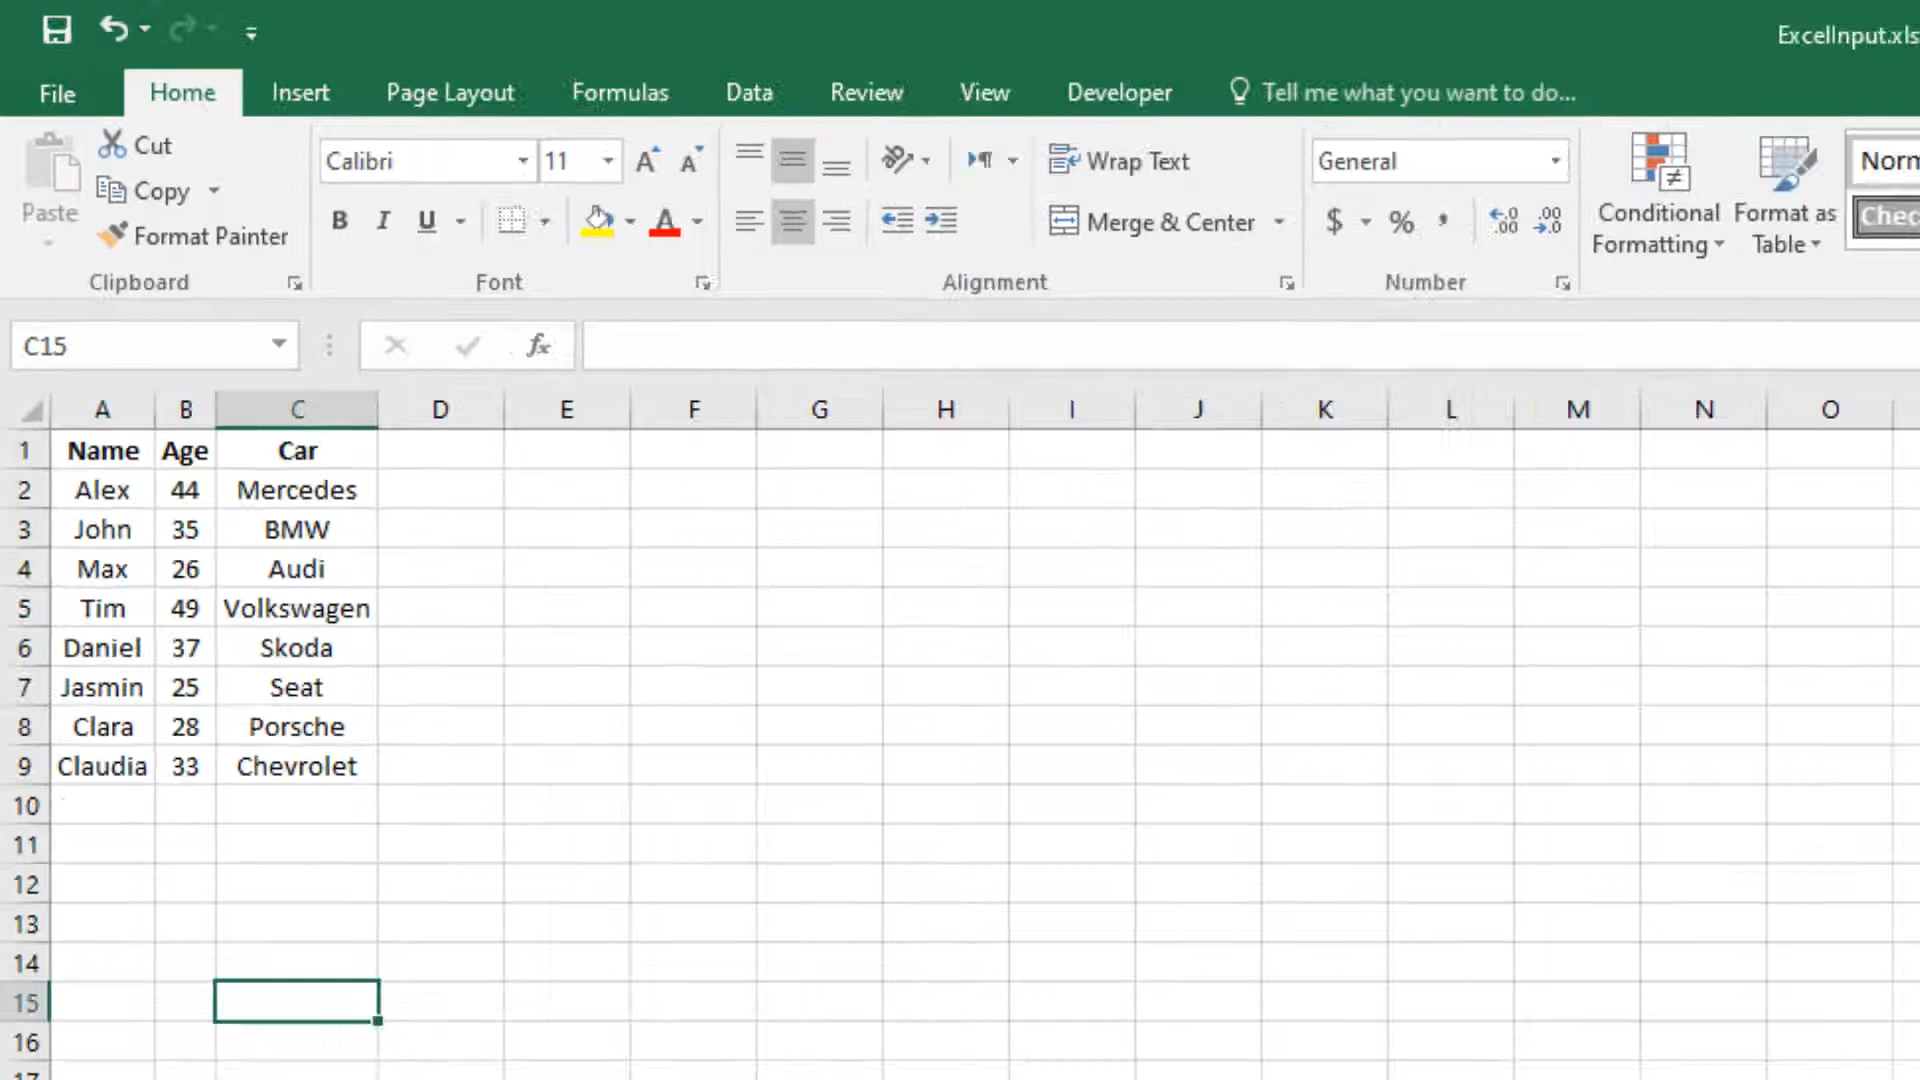 ExcelInput.xls
File Home Insert Page Layout Formulas Data Review View Developer Tell me what you want to do...
Cut
Copy
Format Painter
Paste
Clipboard
Calibri 11
B I U
Font
Wrap Text
Merge & Center
Alignment
General
$ % ,
Number
Conditional Formatting
Format as Table
Norm
Chec
C15 fx
A B C D E F G H I J K L M N O
1 Name Age Car
2 Alex 44 Mercedes
3 John 35 BMW
4 Max 26 Audi
5 Tim 49 Volkswagen
6 Daniel 37 Skoda
7 Jasmin 25 Seat
8 Clara 28 Porsche
9 Claudia 33 Chevrolet
10
11
12
13
14
15
16
17